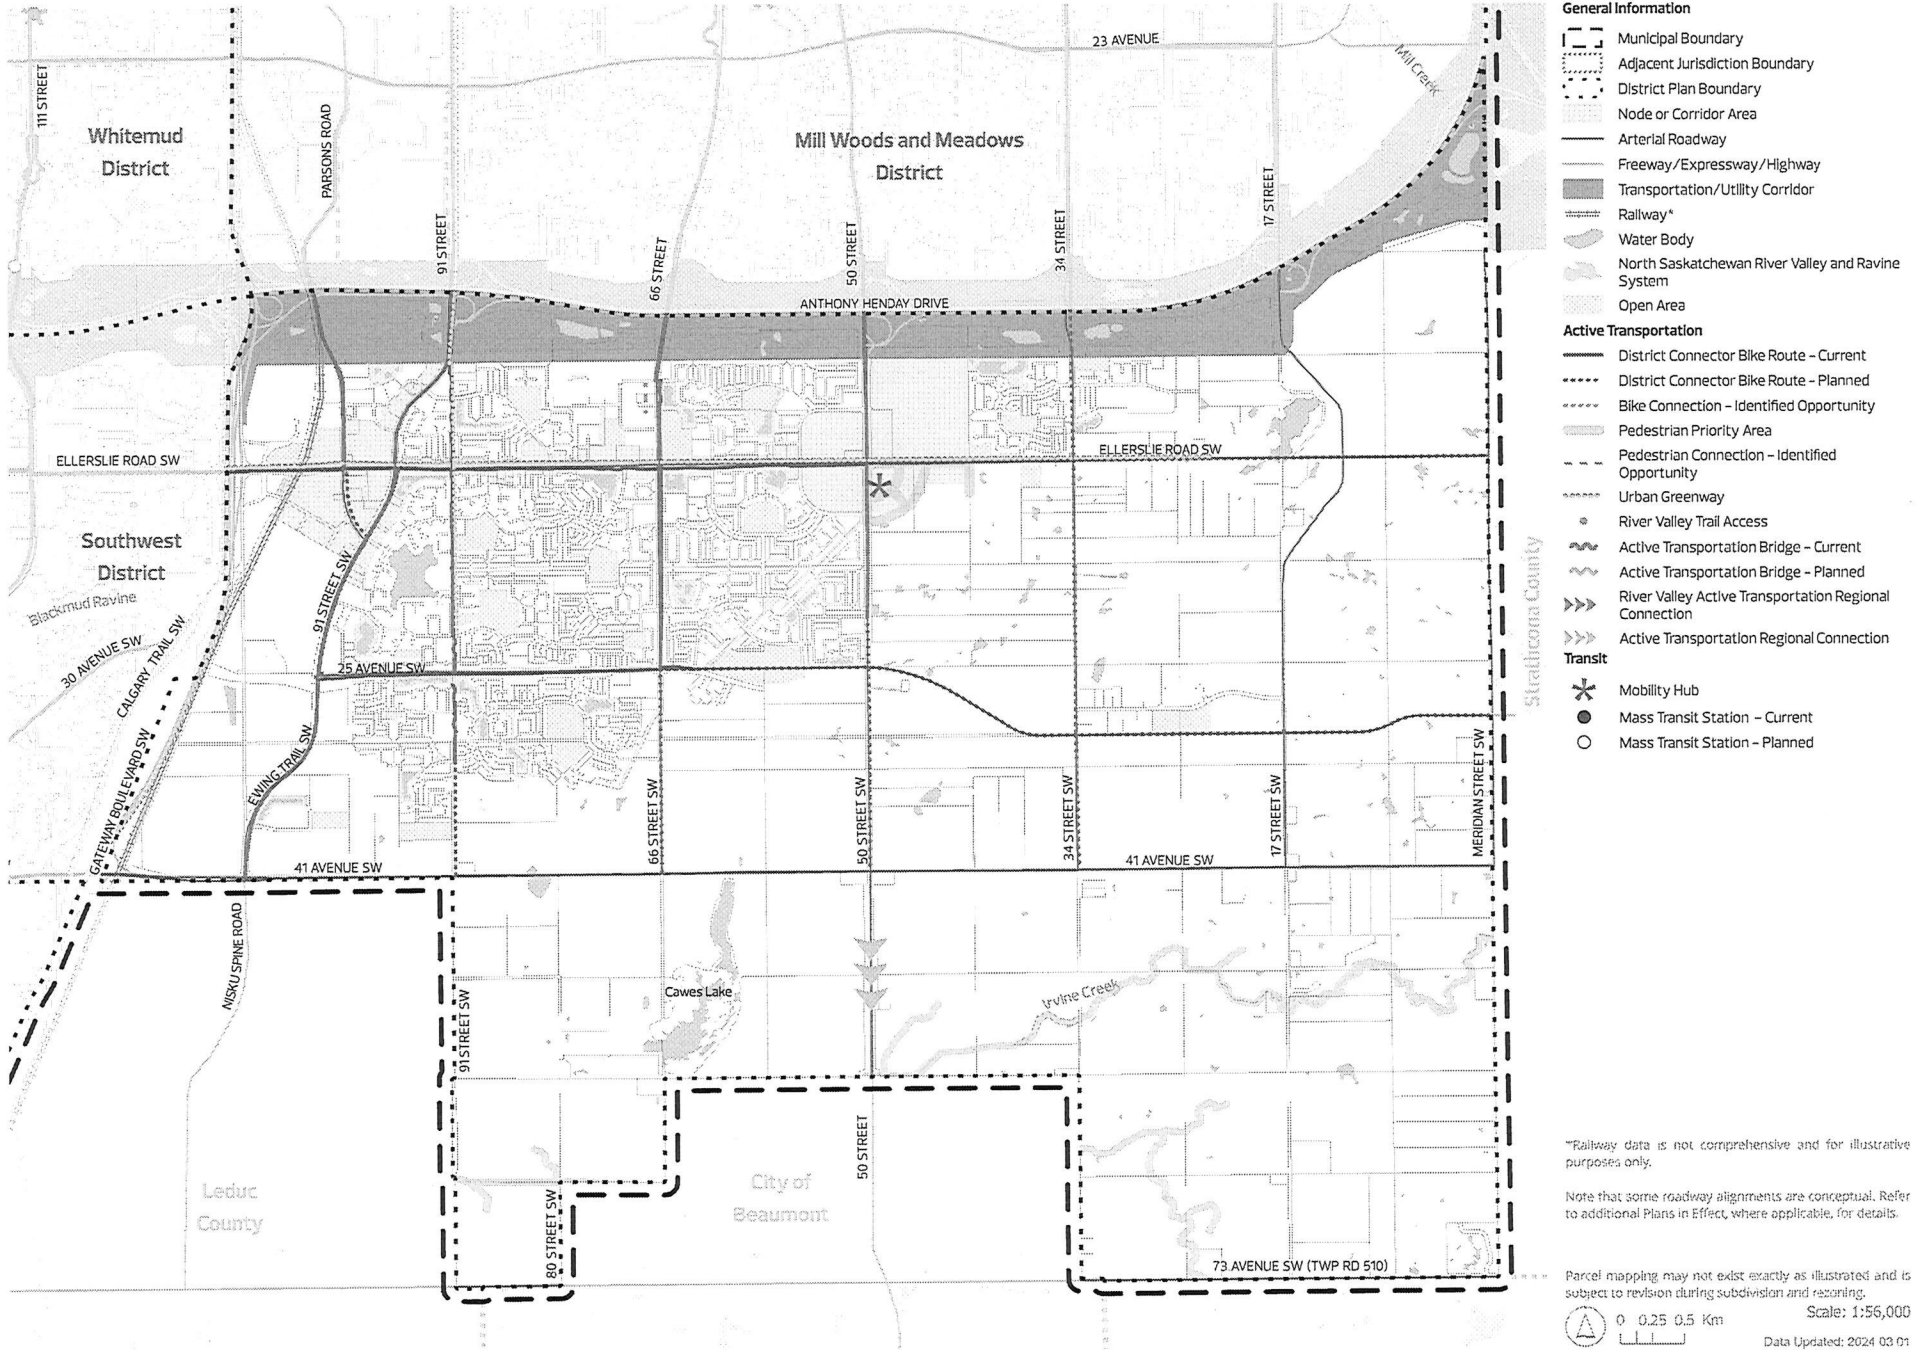 23 AVENUE
Mill Creek
111 STREET
PARSONS ROAD
Whitemud
District
Mill Woods and Meadows
District
17 STREET
91 STREET
66 STREET
50 STREET
34 STREET
ANTHONY HENDAY DRIVE
ELLERSLIE ROAD SW
ELLERSLIE ROAD SW
Southwest
District
Blackmud Ravine
91 STREET SW
30 AVENUE SW
CALGARY TRAIL SW
25 AVENUE SW
GATEWAY BOULEVARD SW
EWING TRAIL SW
66 STREET SW
50 STREET SW
34 STREET SW
17 STREET SW
MERIDIAN STREET SW
Strathcona County
41 AVENUE SW
41 AVENUE SW
NISKU SPINE ROAD
91 STREET SW
Cawes Lake
Irvine Creek
50 STREET
Leduc
County
City of
Beaumont
80 STREET SW
73 AVENUE SW (TWP RD 510)
General Information
Municipal Boundary
Adjacent Jurisdiction Boundary
District Plan Boundary
Node or Corridor Area
Arterial Roadway
Freeway/Expressway/Highway
Transportation/Utility Corridor
Railway*
Water Body
North Saskatchewan River Valley and Ravine
System
Open Area
Active Transportation
District Connector Bike Route - Current
District Connector Bike Route - Planned
Bike Connection - Identified Opportunity
Pedestrian Priority Area
Pedestrian Connection - Identified
Opportunity
Urban Greenway
River Valley Trail Access
Active Transportation Bridge - Current
Active Transportation Bridge - Planned
River Valley Active Transportation Regional
Connection
Active Transportation Regional Connection
Transit
Mobility Hub
Mass Transit Station - Current
Mass Transit Station - Planned
*Railway data is not comprehensive and for illustrative
purposes only.
Note that some roadway alignments are conceptual. Refer
to additional Plans in Effect, where applicable, for details.
Parcel mapping may not exist exactly as illustrated and is
subject to revision during subdivision and rezoning.
0 0.25 0.5 Km
Scale: 1:56,000
Data Updated: 2024 03 01